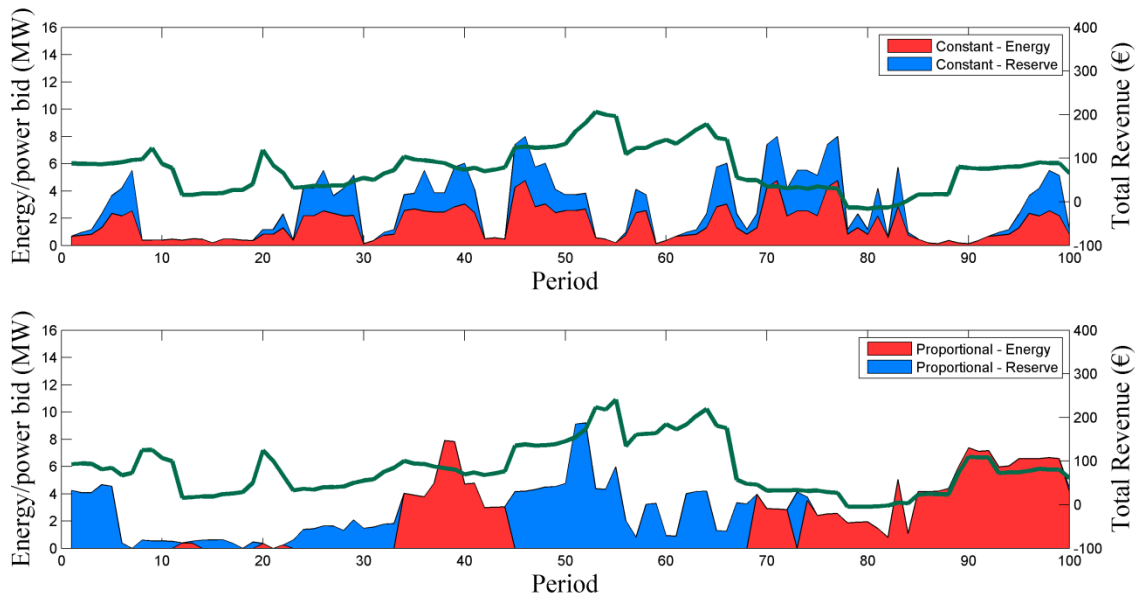 Energy/power bid (MW)
16
14
12
10
8
6
4
2
0
0 10 20 30 40 50 60 70 80 90 100
Period
400
300
200
100
0
-100
Total Revenue (€)
Constant - Energy
Constant - Reserve
Energy/power bid (MW)
16
14
12
10
8
6
4
2
0
0 10 20 30 40 50 60 70 80 90 100
Period
400
300
200
100
0
-100
Total Revenue (€)
Proportional - Energy
Proportional - Reserve